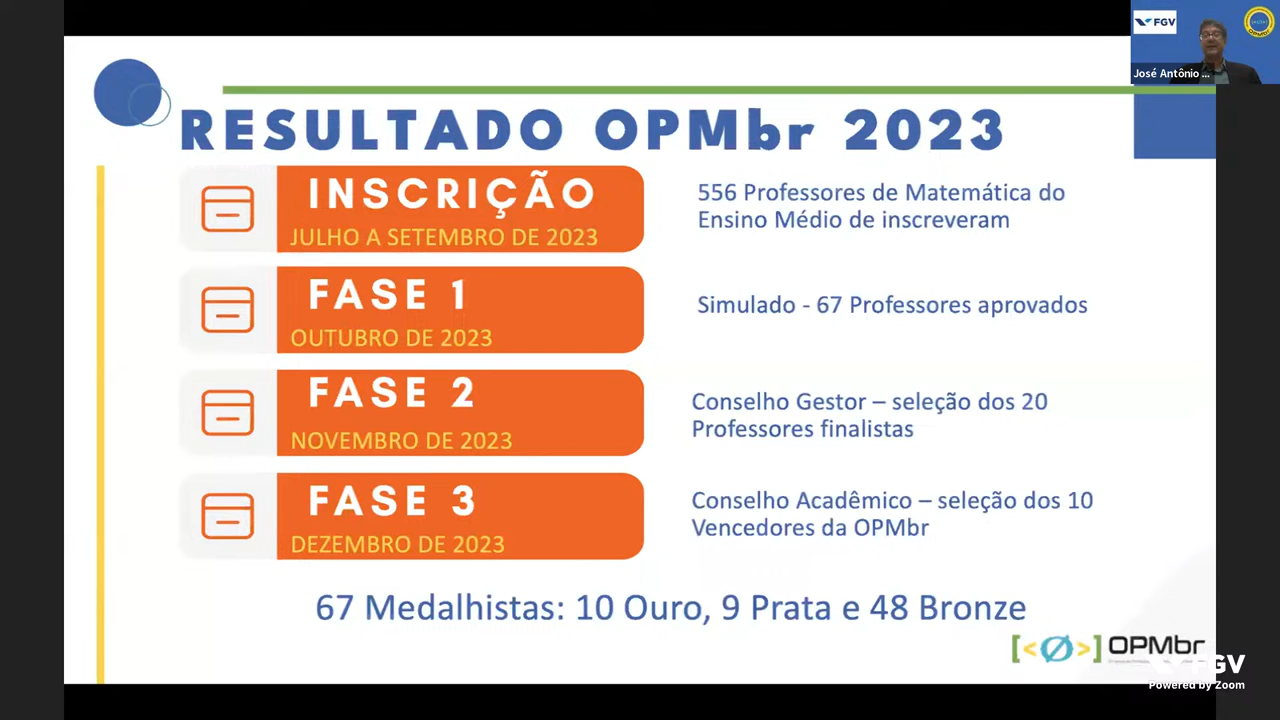 FGV
OPMbr
José Antônio ...
RESULTADO OPMbr 2023
INSCRIÇÃO
JULHO A SETEMBRO DE 2023
556 Professores de Matemática do
Ensino Médio de inscreveram
FASE 1
OUTUBRO DE 2023
Simulado - 67 Professores aprovados
FASE 2
NOVEMBRO DE 2023
Conselho Gestor – seleção dos 20
Professores finalistas
FASE 3
DEZEMBRO DE 2023
Conselho Acadêmico – seleção dos 10
Vencedores da OPMbr
67 Medalhistas: 10 Ouro, 9 Prata e 48 Bronze
[<Ø>] OPMbr
FGV
Powered by Zoom